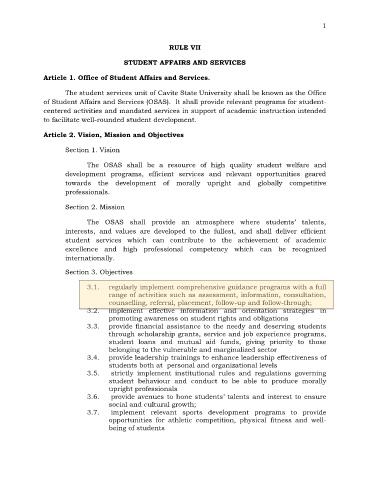 1
RULE VII
STUDENT AFFAIRS AND SERVICES
Article 1. Office of Student Affairs and Services.
The student services unit of Cavite State University shall be known as the Office
of Student Affairs and Services (OSAS). It shall provide relevant programs for student-
centered activities and mandated services in support of academic instruction intended
to facilitate well-rounded student development.
Article 2. Vision, Mission and Objectives
Section 1. Vision
The OSAS shall be a resource of high quality student welfare and
development programs, efficient services and relevant opportunities geared
towards the development of morally upright and globally competitive
professionals.
Section 2. Mission
The OSAS shall provide an atmosphere where students' talents,
interests, and values are developed to the fullest, and shall deliver efficient
student services which can contribute to the achievement of academic
excellence and high professional competency which can be recognized
internationally.
Section 3. Objectives
3.1. regularly implement comprehensive guidance programs with a full
range of activities such as assessment, information, consultation,
counselling, referral, placement, follow-up and follow-through;
3.2. implement effective information and orientation strategies in
promoting awareness on student rights and obligations
3.3. provide financial assistance to the needy and deserving students
through scholarship grants, service and job experience programs,
student loans and mutual aid funds, giving priority to those
belonging to the vulnerable and marginalized sector
3.4. provide leadership trainings to enhance leadership effectiveness of
students both at personal and organizational levels
3.5. strictly implement institutional rules and regulations governing
student behaviour and conduct to be able to produce morally
upright professionals
3.6. provide avenues to hone students' talents and interest to ensure
social and cultural growth;
3.7. implement relevant sports development programs to provide
opportunities for athletic competition, physical fitness and well-
being of students